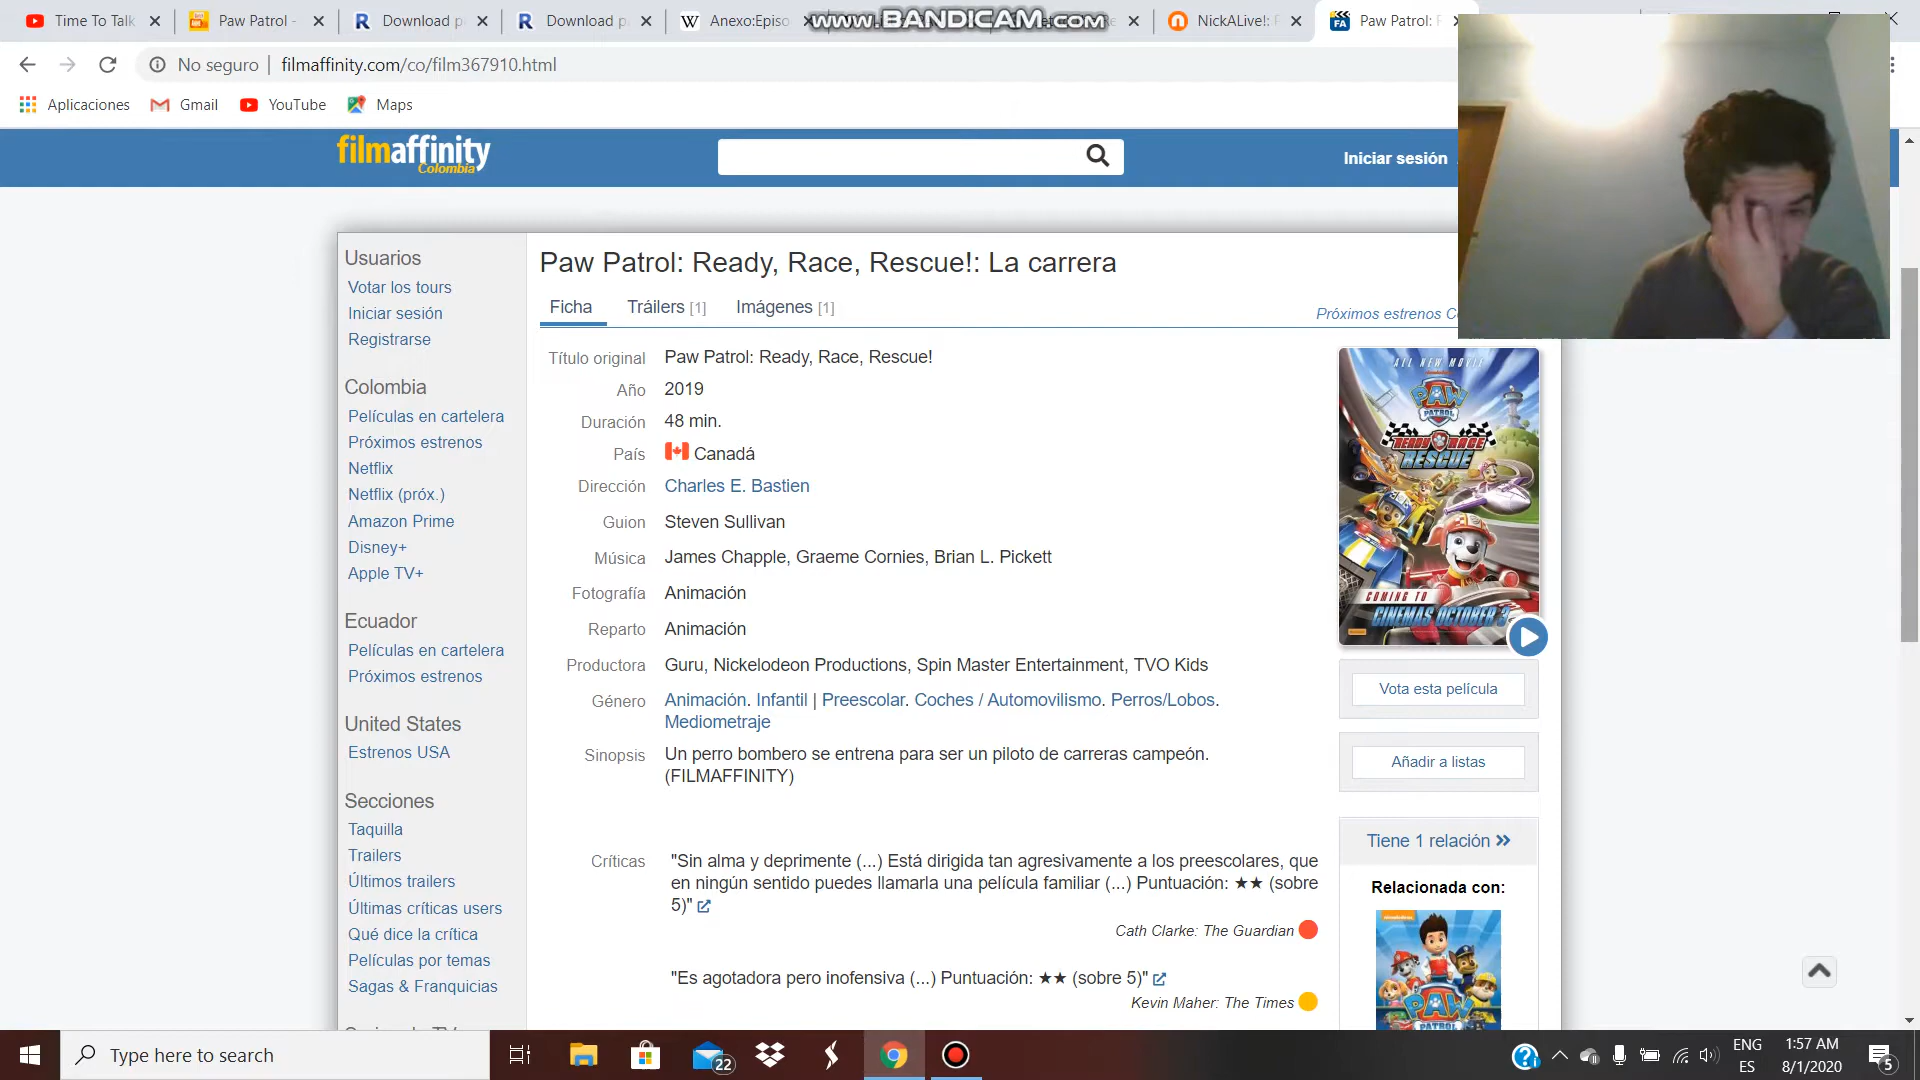 Time To Talk
Paw Patrol -
Download p
Download p
Anexo:Episo
www.BANDICAM.com
NickALive!: P
Paw Patrol: R
No seguro
filmaffinity.com/co/film367910.html
Aplicaciones
Gmail
YouTube
Maps
filmaffinity
Colombia
Iniciar sesión
Usuarios
Votar los tours
Iniciar sesión
Registrarse
Colombia
Películas en cartelera
Próximos estrenos
Netflix
Netflix (próx.)
Amazon Prime
Disney+
Apple TV+
Ecuador
Películas en cartelera
Próximos estrenos
United States
Estrenos USA
Secciones
Taquilla
Trailers
Últimos trailers
Últimas críticas users
Qué dice la crítica
Películas por temas
Sagas & Franquicias
Paw Patrol: Ready, Race, Rescue!: La carrera
Ficha
Tráilers [1]
Imágenes [1]
Próximos estrenos
Título original Paw Patrol: Ready, Race, Rescue!
Año 2019
Duración 48 min.
País Canadá
Dirección Charles E. Bastien
Guion Steven Sullivan
Música James Chapple, Graeme Cornies, Brian L. Pickett
Fotografía Animación
Reparto Animación
Productora Guru, Nickelodeon Productions, Spin Master Entertainment, TVO Kids
Género Animación. Infantil | Preescolar. Coches / Automovilismo. Perros/Lobos.
Mediometraje
Sinopsis Un perro bombero se entrena para ser un piloto de carreras campeón.
(FILMAFFINITY)
Críticas "Sin alma y deprimente (...) Está dirigida tan agresivamente a los preescolares, que
en ningún sentido puedes llamarla una película familiar (...) Puntuación: ★★ (sobre
5)"
Cath Clarke: The Guardian
"Es agotadora pero inofensiva (...) Puntuación: ★★ (sobre 5)"
Kevin Maher: The Times
ALL NEW MOVIE
PAW
PATROL
READY RACE
RESCUE
COMING TO
CINEMAS OCTOBER 3
Vota esta película
Añadir a listas
Tiene 1 relación
Relacionada con:
PAW
PATROL
Type here to search
22
ENG
ES
1:57 AM
8/1/2020
5